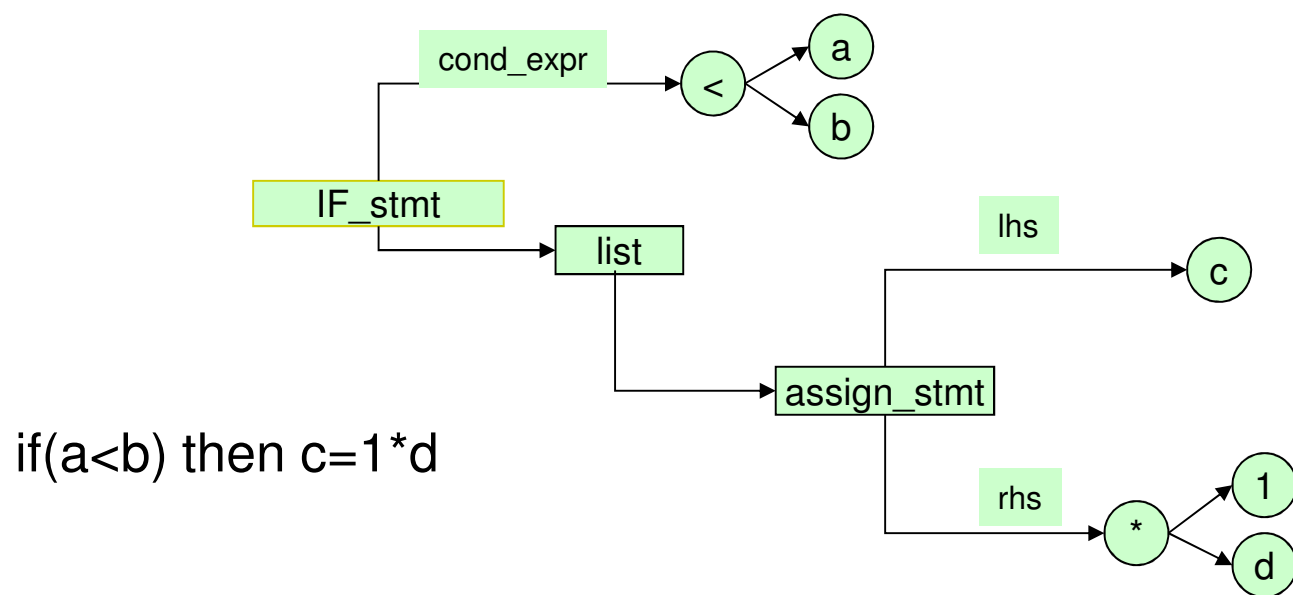 cond_expr
<
a
b
IF_stmt
list
lhs
c
assign_stmt
if(a<b) then c=1*d
rhs
*
1
d